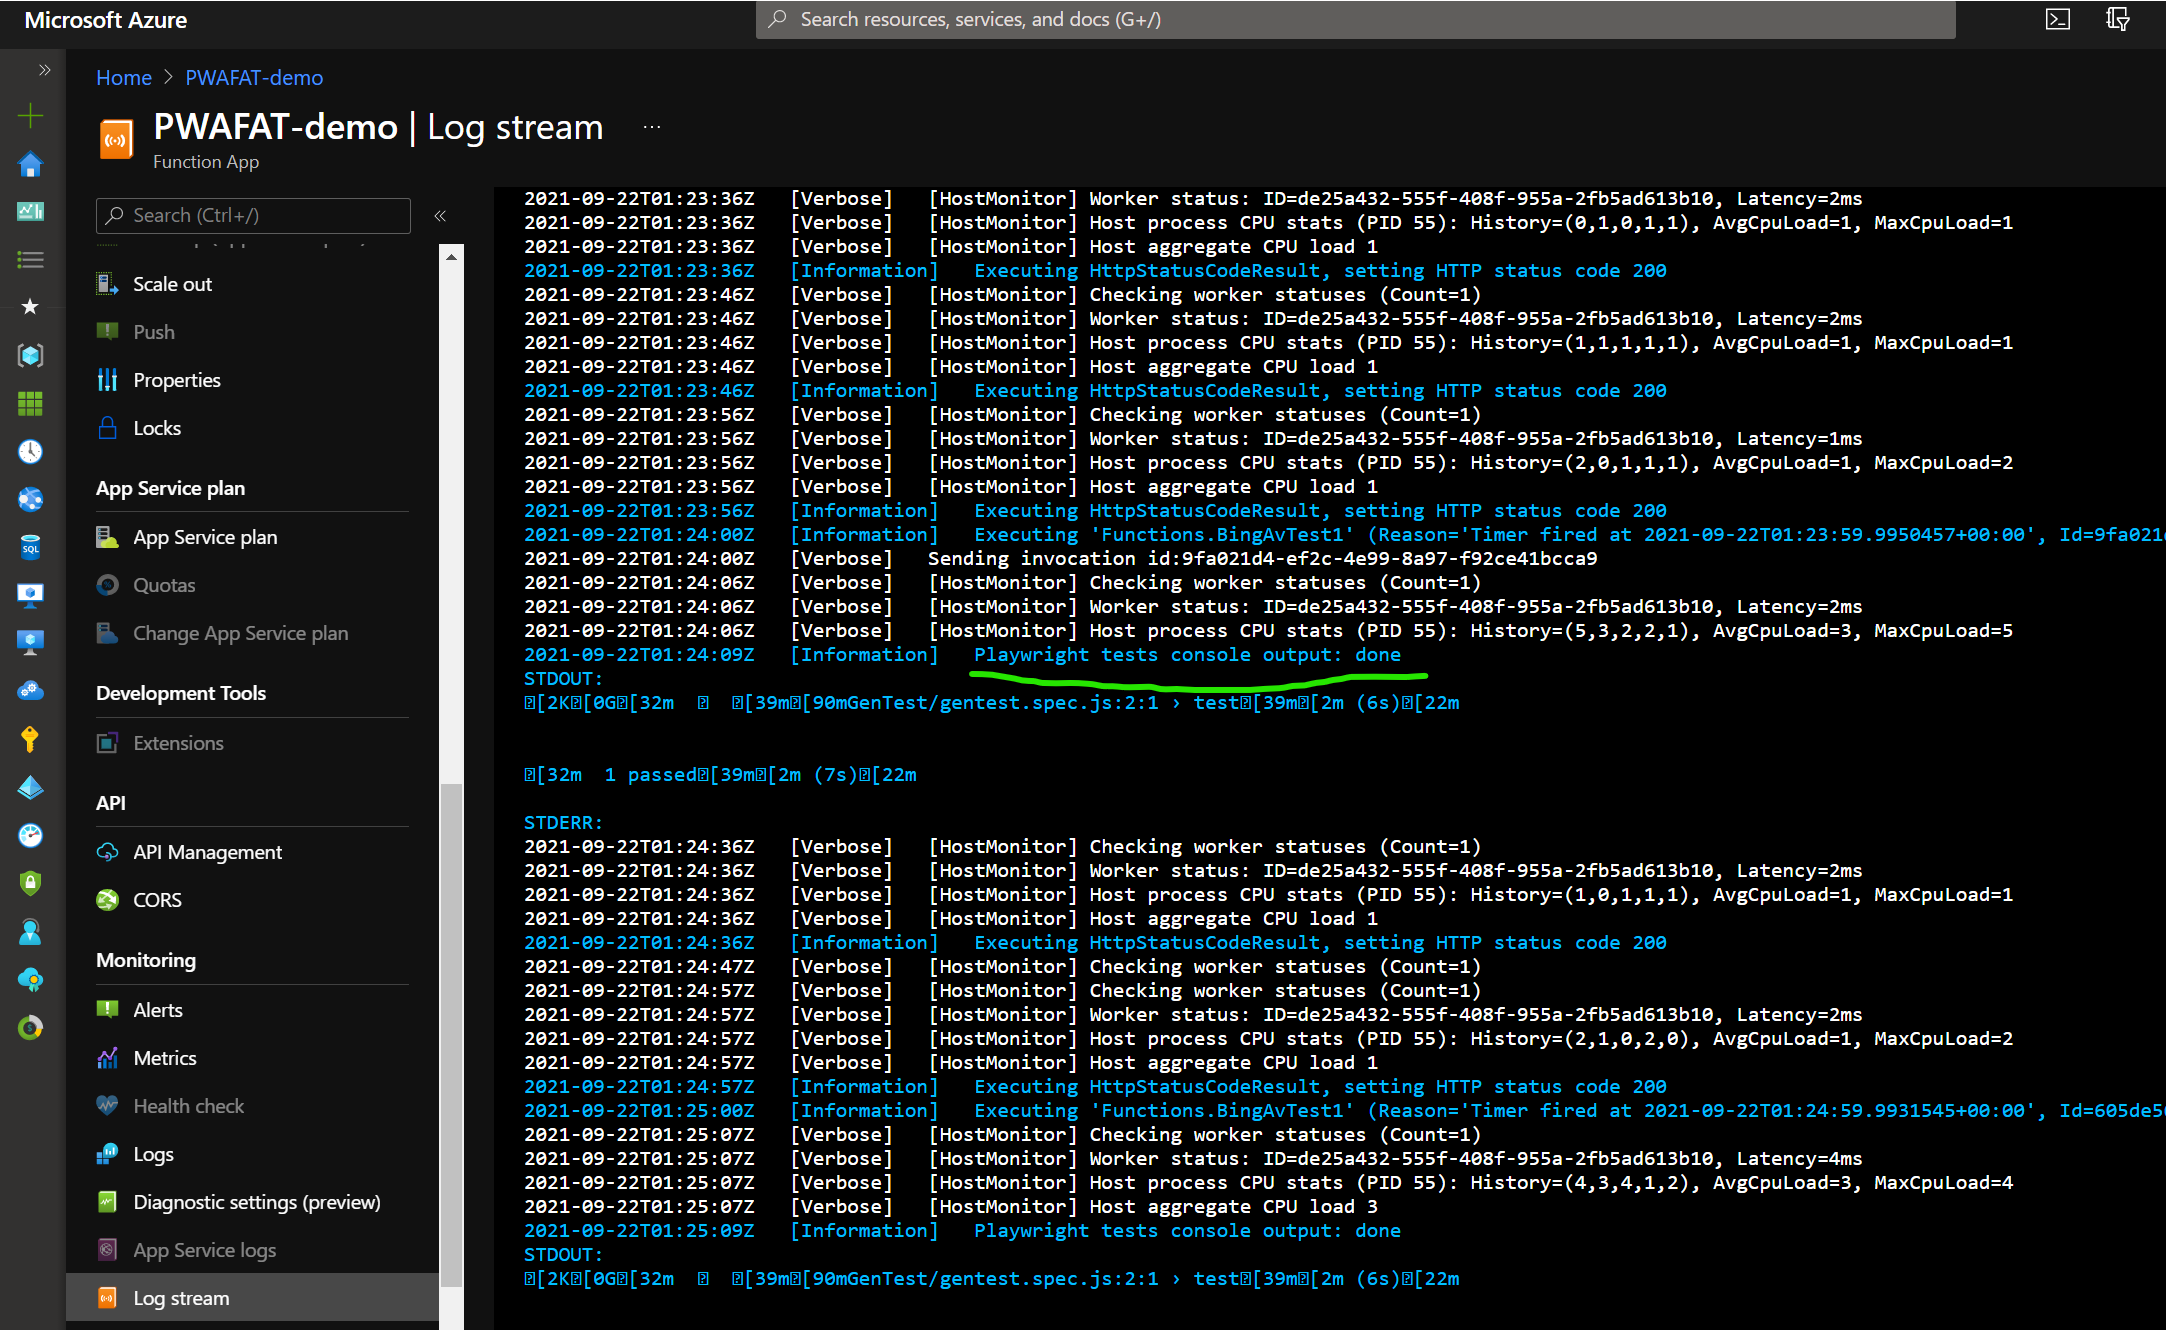 Microsoft Azure
Search resources, services, and docs (G+/)
Home > PWAFAT-demo
PWAFAT-demo | Log stream ...
Function App
Search (Ctrl+/)
«
Scale out
Push
Properties
Locks
App Service plan
App Service plan
Quotas
Change App Service plan
Development Tools
Extensions
API
API Management
CORS
Monitoring
Alerts
Metrics
Health check
Logs
Diagnostic settings (preview)
App Service logs
Log stream
2021-09-22T01:23:36Z [Verbose] [HostMonitor] Worker status: ID=de25a432-555f-408f-955a-2fb5ad613b10, Latency=2ms
2021-09-22T01:23:36Z [Verbose] [HostMonitor] Host process CPU stats (PID 55): History=(0,1,0,1,1), AvgCpuLoad=1, MaxCpuLoad=1
2021-09-22T01:23:36Z [Verbose] [HostMonitor] Host aggregate CPU load 1
2021-09-22T01:23:36Z [Information] Executing HttpStatusCodeResult, setting HTTP status code 200
2021-09-22T01:23:46Z [Verbose] [HostMonitor] Checking worker statuses (Count=1)
2021-09-22T01:23:46Z [Verbose] [HostMonitor] Worker status: ID=de25a432-555f-408f-955a-2fb5ad613b10, Latency=2ms
2021-09-22T01:23:46Z [Verbose] [HostMonitor] Host process CPU stats (PID 55): History=(1,1,1,1,1), AvgCpuLoad=1, MaxCpuLoad=1
2021-09-22T01:23:46Z [Verbose] [HostMonitor] Host aggregate CPU load 1
2021-09-22T01:23:46Z [Information] Executing HttpStatusCodeResult, setting HTTP status code 200
2021-09-22T01:23:56Z [Verbose] [HostMonitor] Checking worker statuses (Count=1)
2021-09-22T01:23:56Z [Verbose] [HostMonitor] Worker status: ID=de25a432-555f-408f-955a-2fb5ad613b10, Latency=1ms
2021-09-22T01:23:56Z [Verbose] [HostMonitor] Host process CPU stats (PID 55): History=(2,0,1,1,1), AvgCpuLoad=1, MaxCpuLoad=2
2021-09-22T01:23:56Z [Verbose] [HostMonitor] Host aggregate CPU load 1
2021-09-22T01:23:56Z [Information] Executing HttpStatusCodeResult, setting HTTP status code 200
2021-09-22T01:24:00Z [Information] Executing 'Functions.BingAvTest1' (Reason='Timer fired at 2021-09-22T01:23:59.9950457+00:00', Id=9fa021
2021-09-22T01:24:00Z [Verbose] Sending invocation id:9fa021d4-ef2c-4e99-8a97-f92ce41bcca9
2021-09-22T01:24:06Z [Verbose] [HostMonitor] Checking worker statuses (Count=1)
2021-09-22T01:24:06Z [Verbose] [HostMonitor] Worker status: ID=de25a432-555f-408f-955a-2fb5ad613b10, Latency=2ms
2021-09-22T01:24:06Z [Verbose] [HostMonitor] Host process CPU stats (PID 55): History=(5,3,2,2,1), AvgCpuLoad=3, MaxCpuLoad=5
2021-09-22T01:24:09Z [Information] Playwright tests console output: done
STDOUT:
[2K[0G[32m [39m[90mGenTest/gentest.spec.js:2:1 › test[39m[2m (6s)[22m
[32m 1 passed[39m[2m (7s)[22m
STDERR:
2021-09-22T01:24:36Z [Verbose] [HostMonitor] Checking worker statuses (Count=1)
2021-09-22T01:24:36Z [Verbose] [HostMonitor] Worker status: ID=de25a432-555f-408f-955a-2fb5ad613b10, Latency=2ms
2021-09-22T01:24:36Z [Verbose] [HostMonitor] Host process CPU stats (PID 55): History=(1,0,1,1,1), AvgCpuLoad=1, MaxCpuLoad=1
2021-09-22T01:24:36Z [Verbose] [HostMonitor] Host aggregate CPU load 1
2021-09-22T01:24:36Z [Information] Executing HttpStatusCodeResult, setting HTTP status code 200
2021-09-22T01:24:47Z [Verbose] [HostMonitor] Checking worker statuses (Count=1)
2021-09-22T01:24:57Z [Verbose] [HostMonitor] Checking worker statuses (Count=1)
2021-09-22T01:24:57Z [Verbose] [HostMonitor] Worker status: ID=de25a432-555f-408f-955a-2fb5ad613b10, Latency=2ms
2021-09-22T01:24:57Z [Verbose] [HostMonitor] Host process CPU stats (PID 55): History=(2,1,0,2,0), AvgCpuLoad=1, MaxCpuLoad=2
2021-09-22T01:24:57Z [Verbose] [HostMonitor] Host aggregate CPU load 1
2021-09-22T01:24:57Z [Information] Executing HttpStatusCodeResult, setting HTTP status code 200
2021-09-22T01:25:00Z [Information] Executing 'Functions.BingAvTest1' (Reason='Timer fired at 2021-09-22T01:24:59.9931545+00:00', Id=605de5
2021-09-22T01:25:07Z [Verbose] [HostMonitor] Checking worker statuses (Count=1)
2021-09-22T01:25:07Z [Verbose] [HostMonitor] Worker status: ID=de25a432-555f-408f-955a-2fb5ad613b10, Latency=4ms
2021-09-22T01:25:07Z [Verbose] [HostMonitor] Host process CPU stats (PID 55): History=(4,3,4,1,2), AvgCpuLoad=3, MaxCpuLoad=4
2021-09-22T01:25:07Z [Verbose] [HostMonitor] Host aggregate CPU load 3
2021-09-22T01:25:09Z [Information] Playwright tests console output: done
STDOUT:
[2K[0G[32m [39m[90mGenTest/gentest.spec.js:2:1 › test[39m[2m (6s)[22m